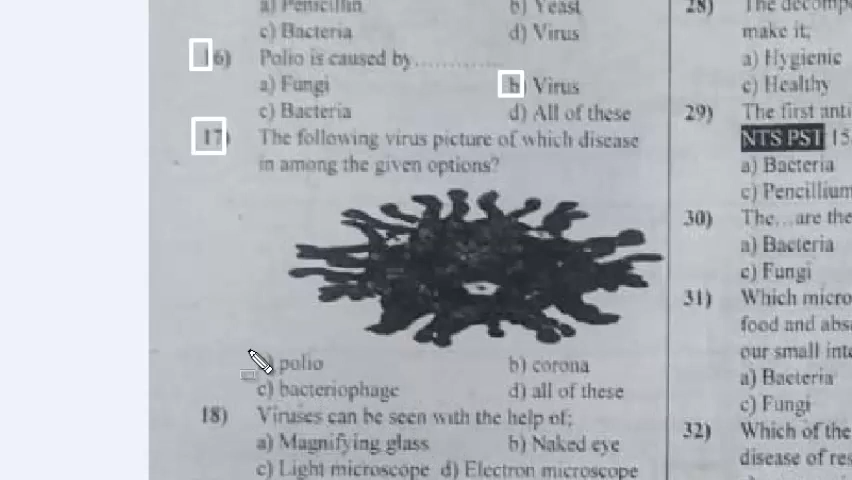 a) Penicillin b) Yeast
c) Bacteria d) Virus
16) Polio is caused by.............
a) Fungi b) Virus
c) Bacteria d) All of these
17) The following virus picture of which disease
in among the given options?
a) polio b) corona
c) bacteriophage d) all of these
18) Viruses can be seen with the help of;
a) Magnifying glass b) Naked eye
c) Light microscope d) Electron microscope
28) The decomp
make it;
a) Hygienic
c) Healthy
29) The first anti
NTS PST 15
a) Bacteria
c) Pencillium
30) The...are the
a) Bacteria
c) Fungi
31) Which micro
food and abs
our small inte
a) Bacteria
c) Fungi
32) Which of the
disease of res